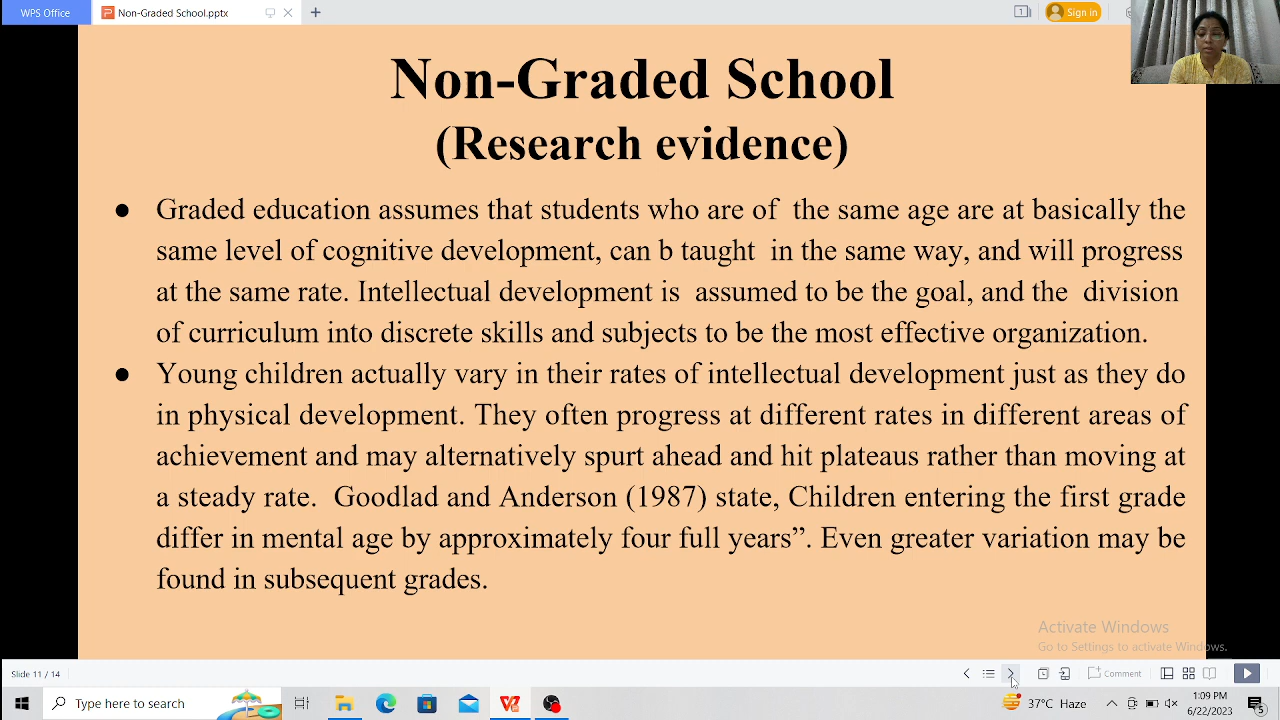 WPS Office
Non-Graded School.pptx
+
1
Sign in
Non-Graded School
(Research evidence)
● Graded education assumes that students who are of the same age are at basically the
same level of cognitive development, can b taught in the same way, and will progress
at the same rate. Intellectual development is assumed to be the goal, and the division
of curriculum into discrete skills and subjects to be the most effective organization.
● Young children actually vary in their rates of intellectual development just as they do
in physical development. They often progress at different rates in different areas of
achievement and may alternatively spurt ahead and hit plateaus rather than moving at
a steady rate. Goodlad and Anderson (1987) state, Children entering the first grade
differ in mental age by approximately four full years”. Even greater variation may be
found in subsequent grades.
Activate Windows
Go to Settings to activate Windows.
Slide 11 / 14
Comment
Type here to search
37°C Haze
1:09 PM
6/22/2023
5